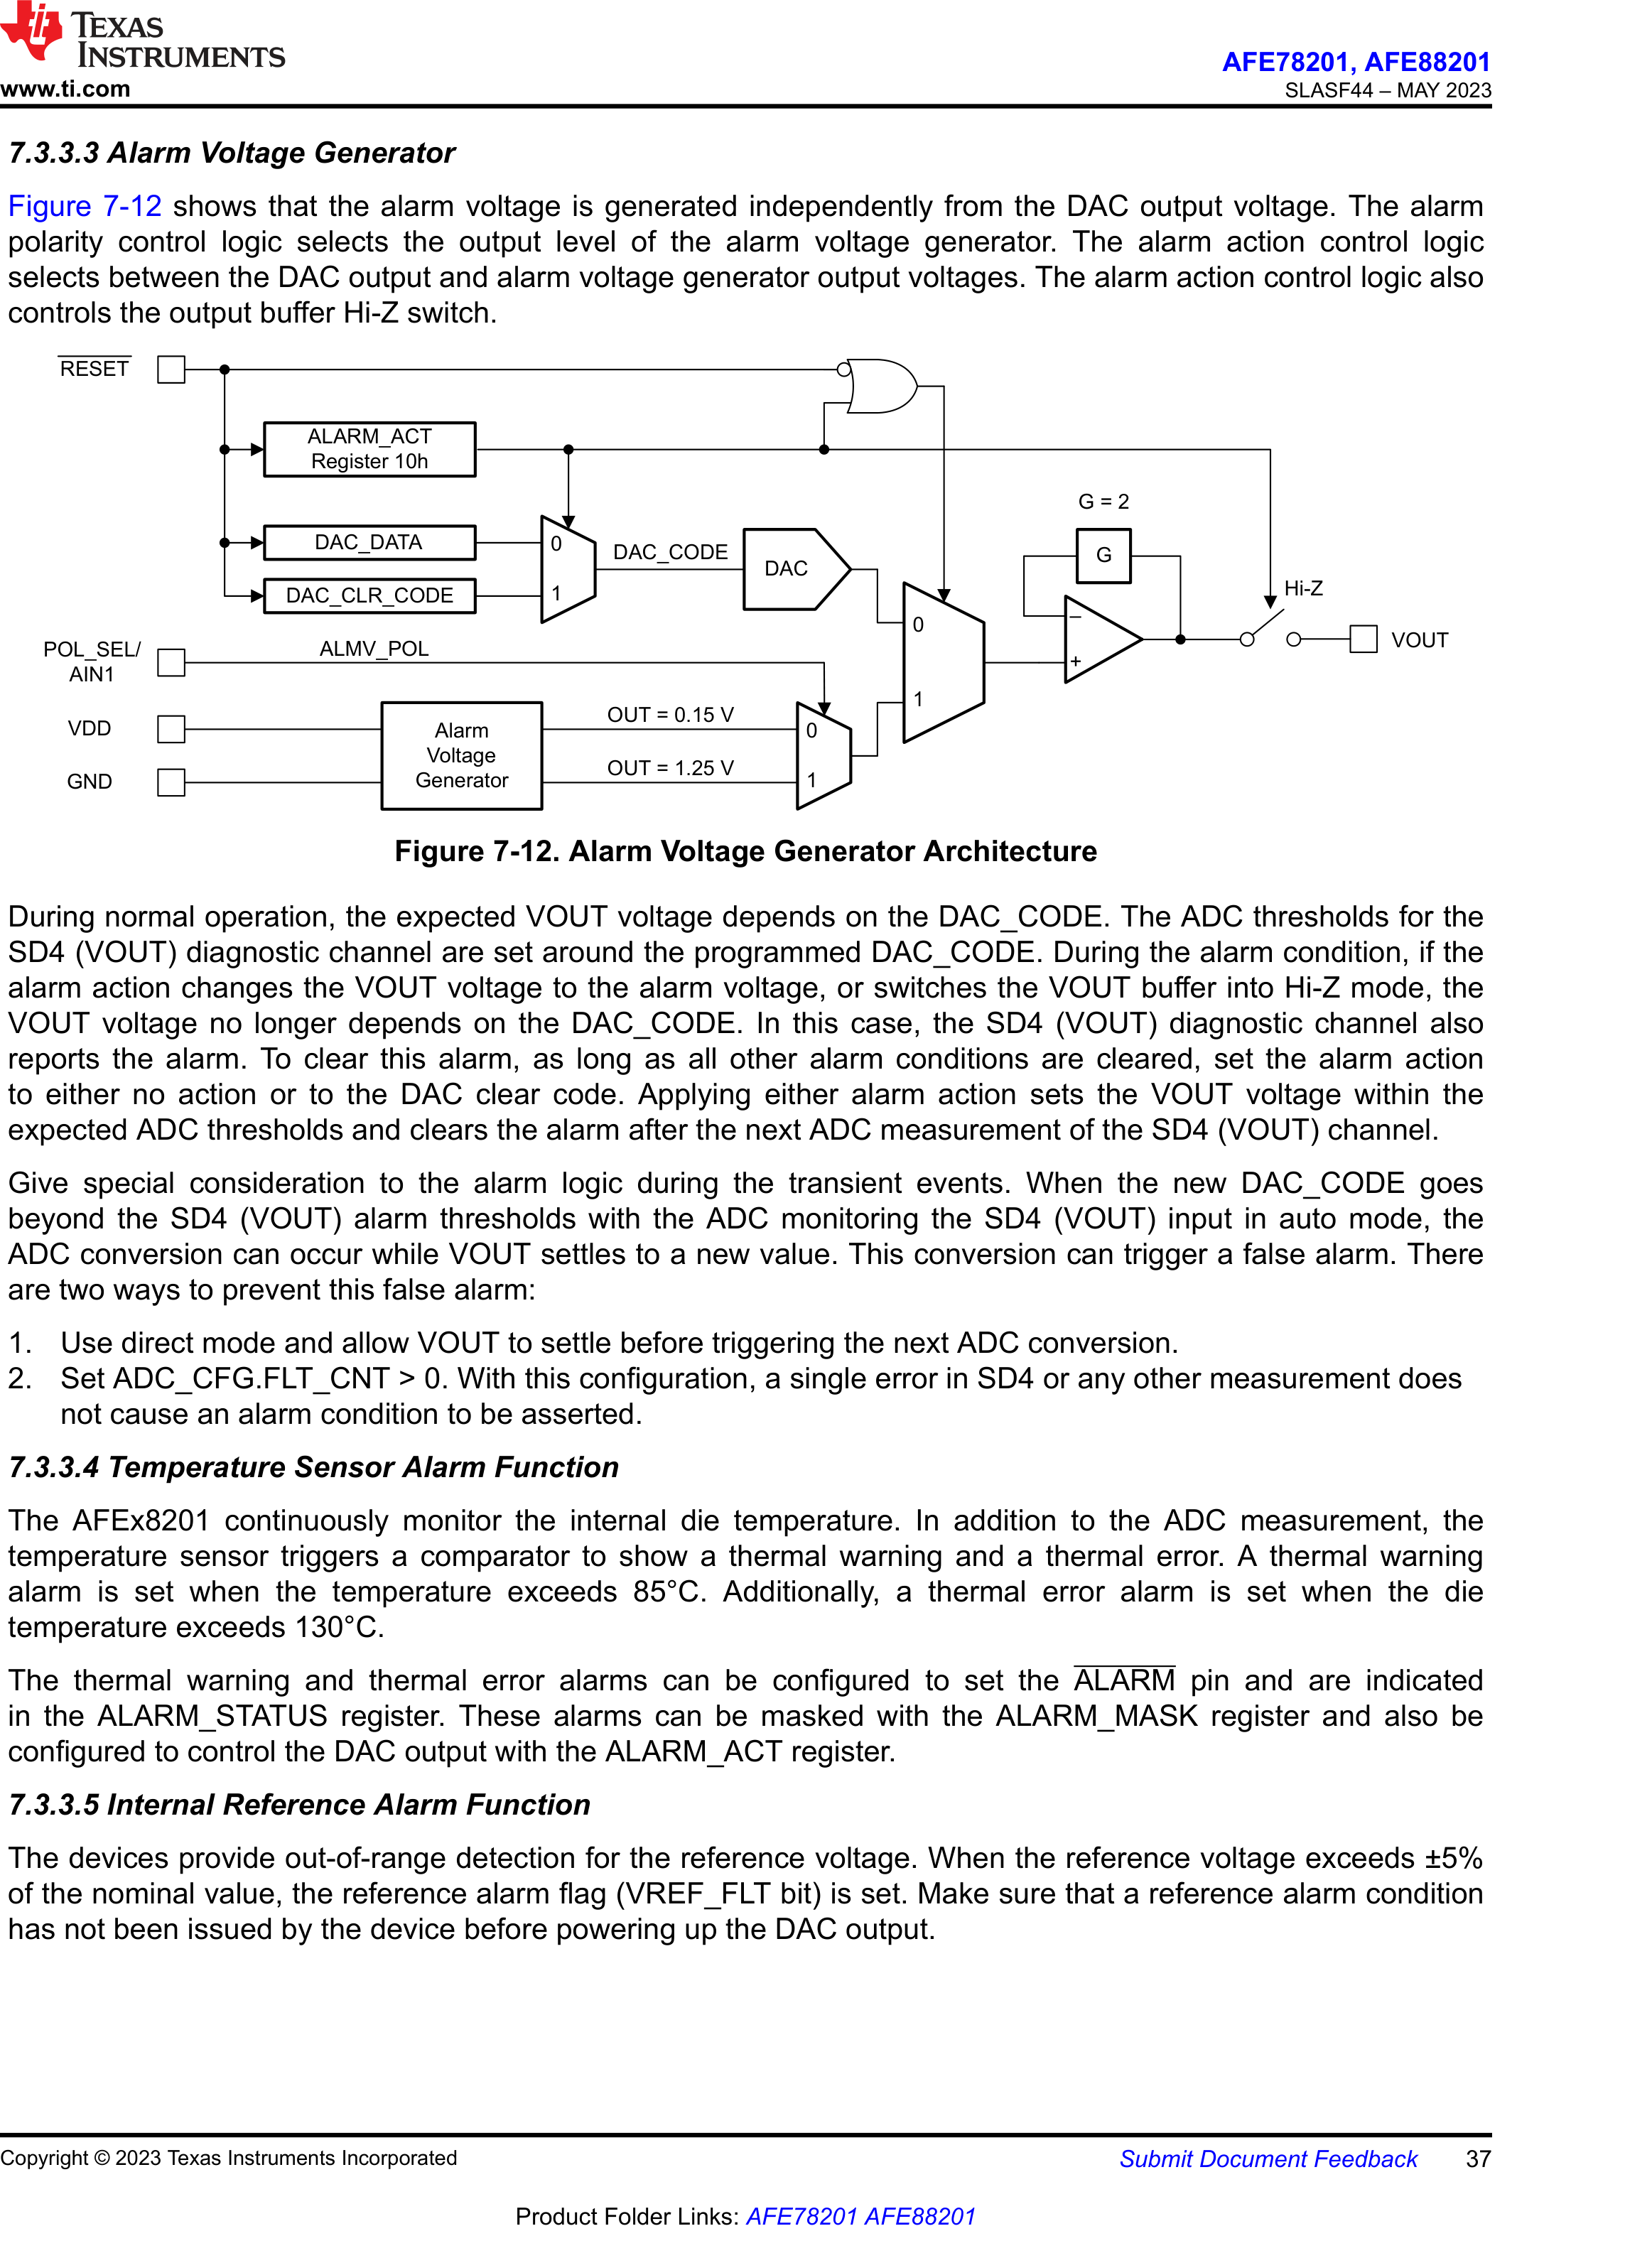 TEXAS
INSTRUMENTS
www.ti.com
AFE78201, AFE88201
SLASF44 – MAY 2023
7.3.3.3 Alarm Voltage Generator
Figure 7-12 shows that the alarm voltage is generated independently from the DAC output voltage. The alarm
polarity control logic selects the output level of the alarm voltage generator. The alarm action control logic
selects between the DAC output and alarm voltage generator output voltages. The alarm action control logic also
controls the output buffer Hi-Z switch.
RESET
ALARM_ACT
Register 10h
G = 2
DAC_DATA
0
DAC_CODE
DAC
G
Hi-Z
DAC_CLR_CODE
1
0
–
POL_SEL/
AIN1
ALMV_POL
+
VOUT
1
VDD
Alarm
Voltage
Generator
OUT = 0.15 V
0
GND
OUT = 1.25 V
1
Figure 7-12. Alarm Voltage Generator Architecture
During normal operation, the expected VOUT voltage depends on the DAC_CODE. The ADC thresholds for the
SD4 (VOUT) diagnostic channel are set around the programmed DAC_CODE. During the alarm condition, if the
alarm action changes the VOUT voltage to the alarm voltage, or switches the VOUT buffer into Hi-Z mode, the
VOUT voltage no longer depends on the DAC_CODE. In this case, the SD4 (VOUT) diagnostic channel also
reports the alarm. To clear this alarm, as long as all other alarm conditions are cleared, set the alarm action
to either no action or to the DAC clear code. Applying either alarm action sets the VOUT voltage within the
expected ADC thresholds and clears the alarm after the next ADC measurement of the SD4 (VOUT) channel.
Give special consideration to the alarm logic during the transient events. When the new DAC_CODE goes
beyond the SD4 (VOUT) alarm thresholds with the ADC monitoring the SD4 (VOUT) input in auto mode, the
ADC conversion can occur while VOUT settles to a new value. This conversion can trigger a false alarm. There
are two ways to prevent this false alarm:
1. Use direct mode and allow VOUT to settle before triggering the next ADC conversion.
2. Set ADC_CFG.FLT_CNT > 0. With this configuration, a single error in SD4 or any other measurement does
not cause an alarm condition to be asserted.
7.3.3.4 Temperature Sensor Alarm Function
The AFEx8201 continuously monitor the internal die temperature. In addition to the ADC measurement, the
temperature sensor triggers a comparator to show a thermal warning and a thermal error. A thermal warning
alarm is set when the temperature exceeds 85°C. Additionally, a thermal error alarm is set when the die
temperature exceeds 130°C.
The thermal warning and thermal error alarms can be configured to set the ALARM pin and are indicated
in the ALARM_STATUS register. These alarms can be masked with the ALARM_MASK register and also be
configured to control the DAC output with the ALARM_ACT register.
7.3.3.5 Internal Reference Alarm Function
The devices provide out-of-range detection for the reference voltage. When the reference voltage exceeds ±5%
of the nominal value, the reference alarm flag (VREF_FLT bit) is set. Make sure that a reference alarm condition
has not been issued by the device before powering up the DAC output.
Copyright © 2023 Texas Instruments Incorporated
Submit Document Feedback 37
Product Folder Links: AFE78201 AFE88201